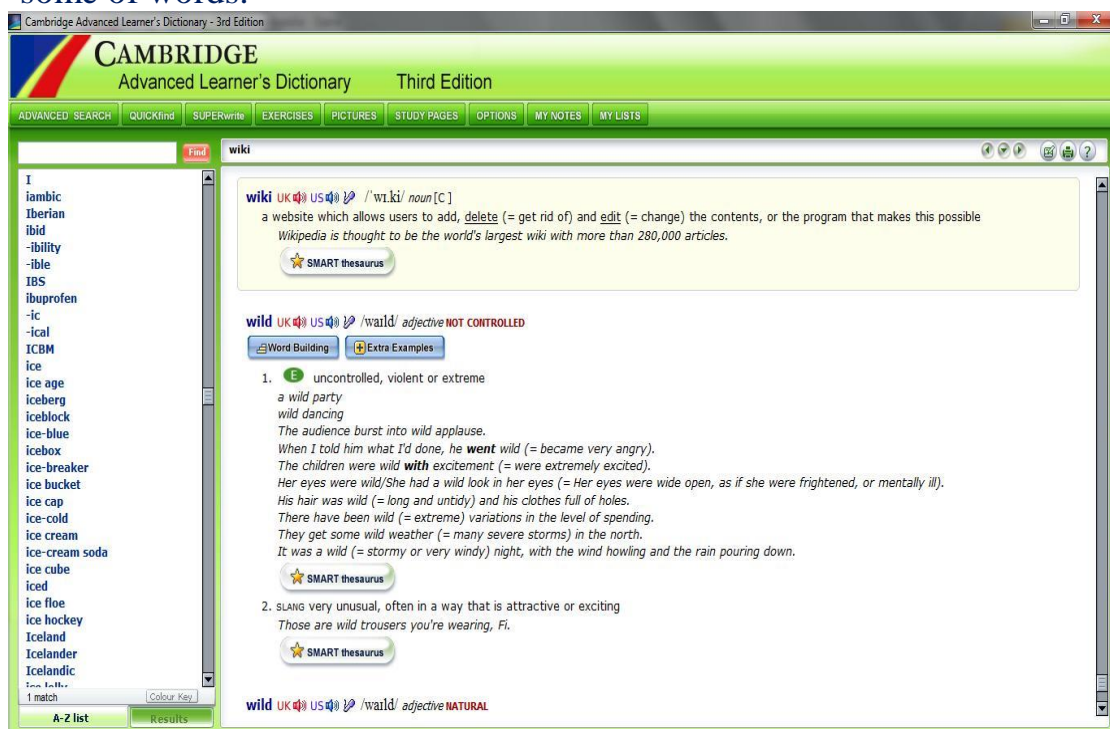 some of words.
Cambridge Advanced Learner's Dictionary - 3rd Edition
CAMBRIDGE
Advanced Learner's Dictionary Third Edition
ADVANCED SEARCH QUICKfind SUPERwrite EXERCISES PICTURES STUDY PAGES OPTIONS MY NOTES MY LISTS
Find
wiki
I
iambic
Iberian
ibid
-ibility
-ible
IBS
ibuprofen
-ic
-ical
ICBM
ice
ice age
iceberg
iceblock
ice-blue
icebox
ice-breaker
ice bucket
ice cap
ice-cold
ice cream
ice-cream soda
ice cube
iced
ice floe
ice hockey
Iceland
Icelander
Icelandic
ice lolly
1 match Colour Key
A-Z list Results
wiki UK US /ˈwɪ.ki/ noun [C ]
a website which allows users to add, delete (= get rid of) and edit (= change) the contents, or the program that makes this possible
Wikipedia is thought to be the world's largest wiki with more than 280,000 articles.
SMART thesaurus
wild UK US /waɪld/ adjective NOT CONTROLLED
Word Building Extra Examples
1. E uncontrolled, violent or extreme
a wild party
wild dancing
The audience burst into wild applause.
When I told him what I'd done, he went wild (= became very angry).
The children were wild with excitement (= were extremely excited).
Her eyes were wild/She had a wild look in her eyes (= Her eyes were wide open, as if she were frightened, or mentally ill).
His hair was wild (= long and untidy) and his clothes full of holes.
There have been wild (= extreme) variations in the level of spending.
They get some wild weather (= many severe storms) in the north.
It was a wild (= stormy or very windy) night, with the wind howling and the rain pouring down.
SMART thesaurus
2. SLANG very unusual, often in a way that is attractive or exciting
Those are wild trousers you're wearing, Fi.
SMART thesaurus
wild UK US /waɪld/ adjective NATURAL